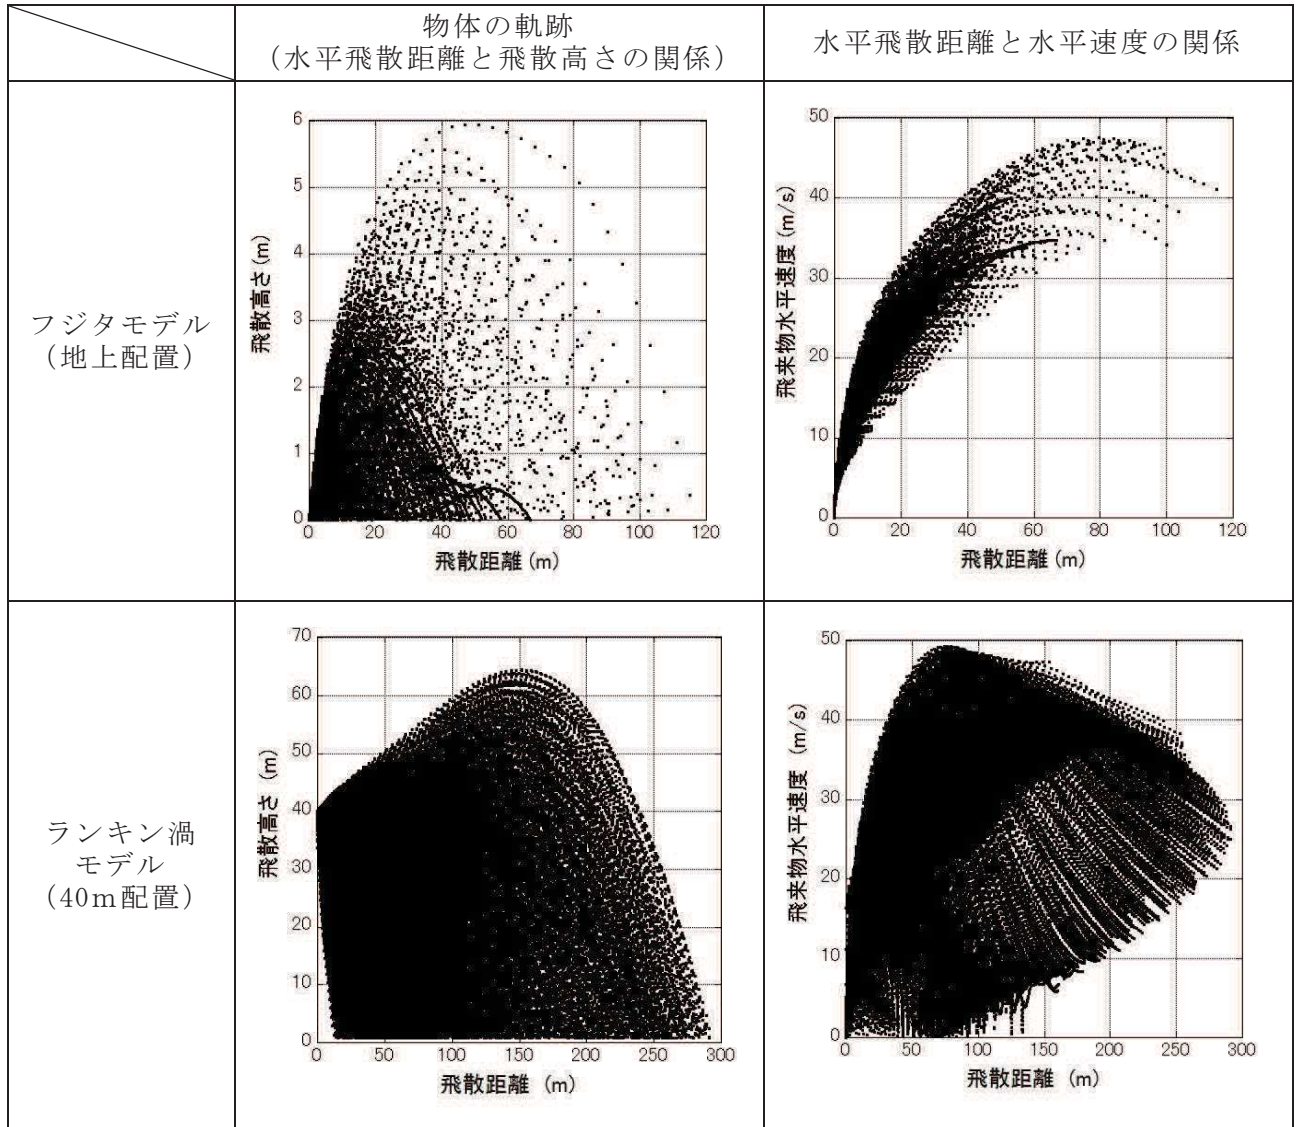 物体の軌跡
（水平飛散距離と飛散高さの関係）
水平飛散距離と水平速度の関係
フジタモデル
（地上配置）
6
5
4
3
2
1
0
飛散高さ(m)
0 20 40 60 80 100 120
飛散距離(m)
50
40
30
20
10
0
飛来物水平速度(m/s)
0 20 40 60 80 100 120
飛散距離(m)
ランキン渦
モデル
（40m配置）
70
60
50
40
30
20
10
0
飛散高さ (m)
0 50 100 150 200 250 300
飛散距離 (m)
50
40
30
20
10
0
飛来物水平速度 (m/s)
0 50 100 150 200 250 300
飛散距離 (m)